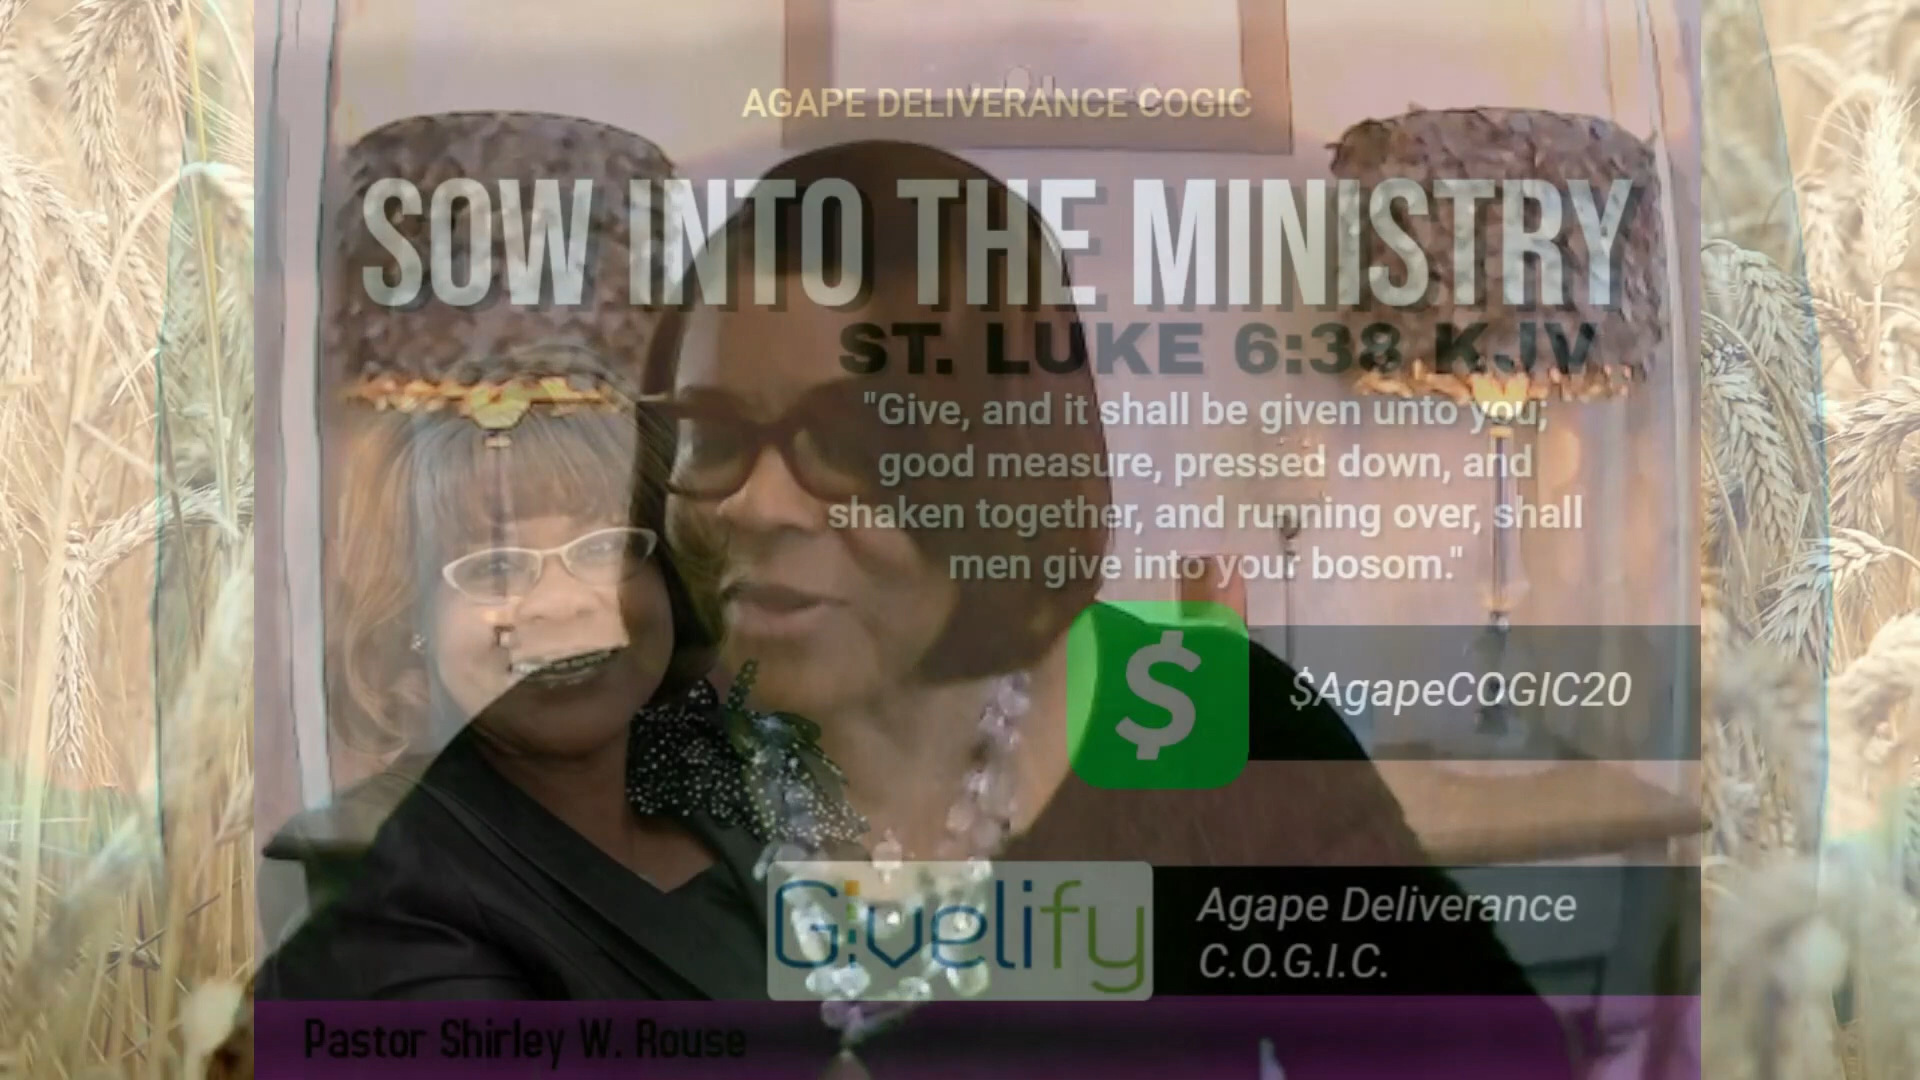 AGAPE DELIVERANCE COGIC
SOW INTO THE MINISTRY
ST. LUKE 6:38 KJV
"Give, and it shall be given unto you;
good measure, pressed down, and
shaken together, and running over, shall
men give into your bosom."
$
$AgapeCOGIC20
Givelify
Agape Deliverance
C.O.G.I.C.
Pastor Shirley W. Rouse